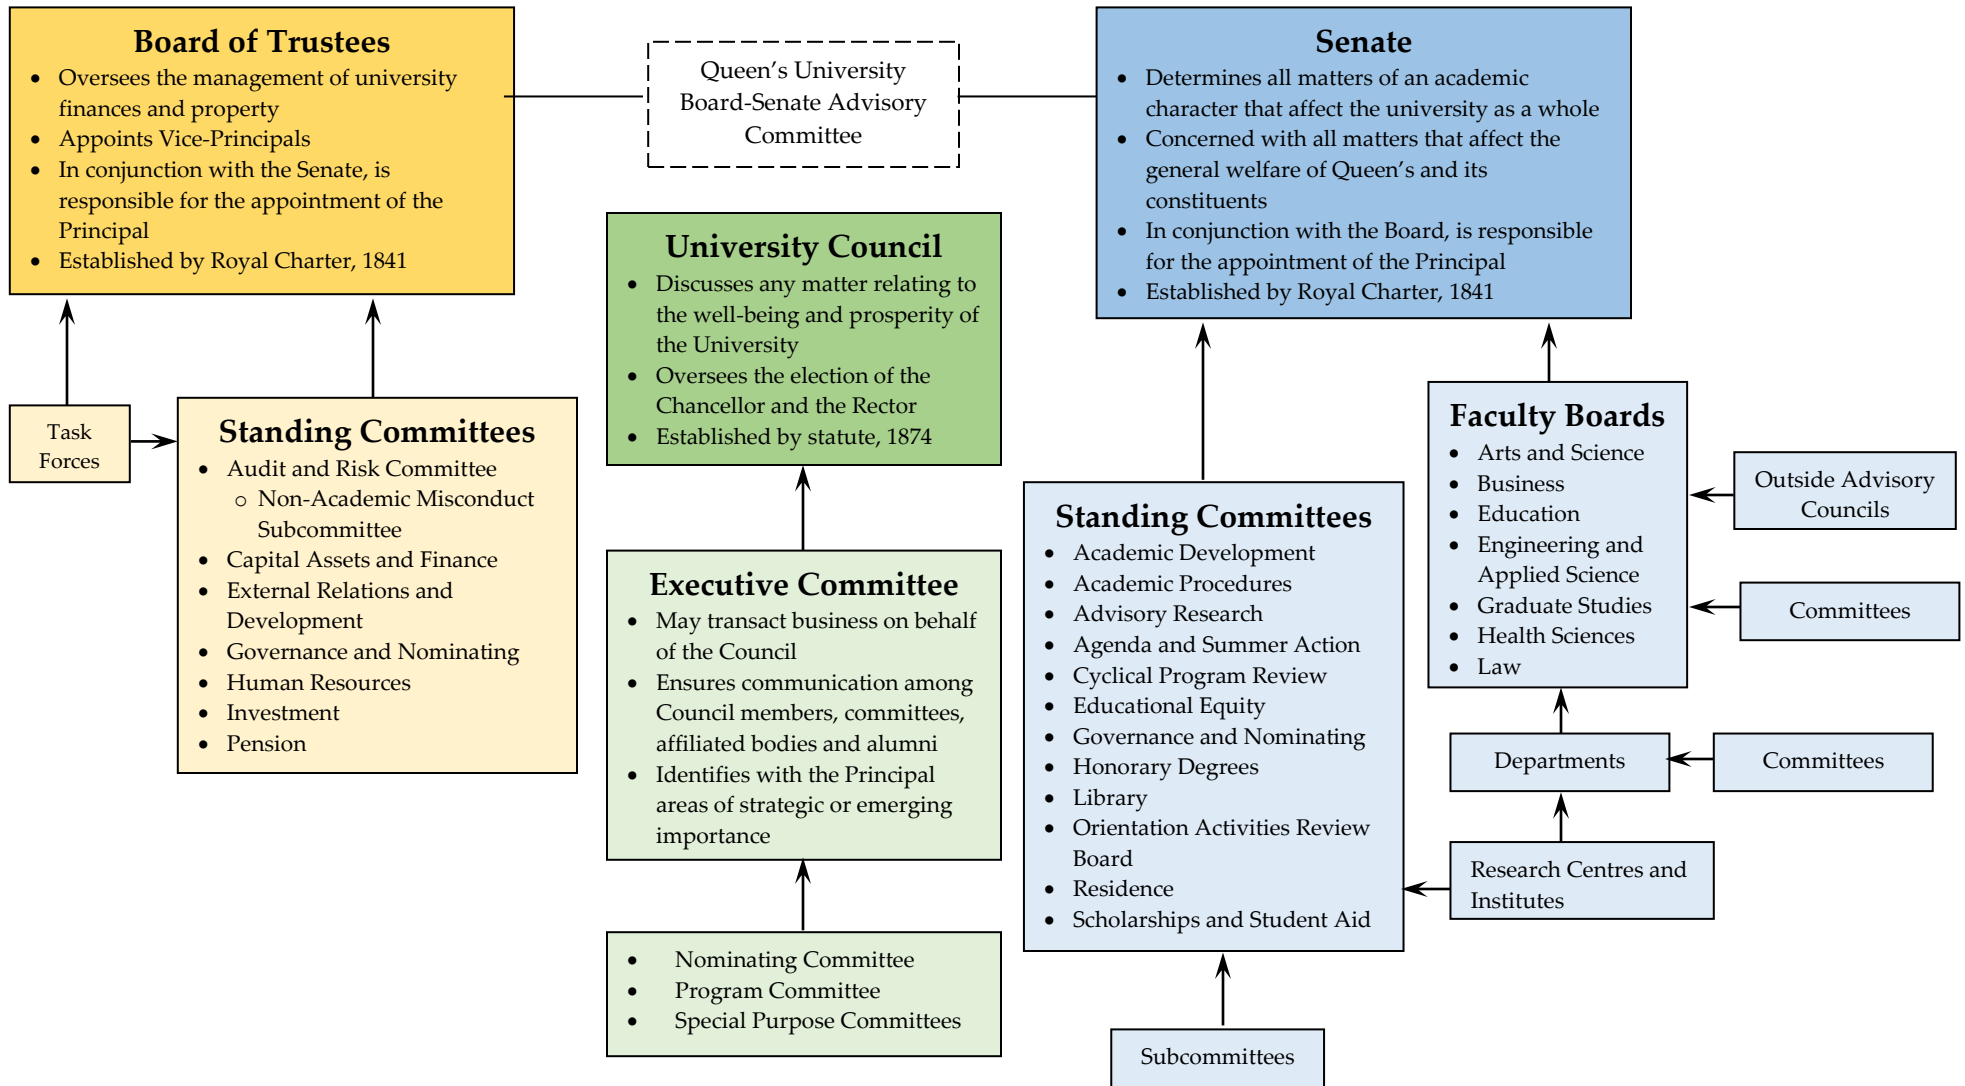 Board of Trustees
• Oversees the management of university
finances and property
• Appoints Vice-Principals
• In conjunction with the Senate, is
responsible for the appointment of the
Principal
• Established by Royal Charter, 1841
Queen’s University
Board-Senate Advisory
Committee
Senate
• Determines all matters of an academic
character that affect the university as a whole
• Concerned with all matters that affect the
general welfare of Queen’s and its
constituents
• In conjunction with the Board, is responsible
for the appointment of the Principal
• Established by Royal Charter, 1841
University Council
• Discusses any matter relating to
the well-being and prosperity of
the University
• Oversees the election of the
Chancellor and the Rector
• Established by statute, 1874
Task
Forces
Standing Committees
• Audit and Risk Committee
o Non-Academic Misconduct
Subcommittee
• Capital Assets and Finance
• External Relations and
Development
• Governance and Nominating
• Human Resources
• Investment
• Pension
Executive Committee
• May transact business on behalf
of the Council
• Ensures communication among
Council members, committees,
affiliated bodies and alumni
• Identifies with the Principal
areas of strategic or emerging
importance
• Nominating Committee
• Program Committee
• Special Purpose Committees
Standing Committees
• Academic Development
• Academic Procedures
• Advisory Research
• Agenda and Summer Action
• Cyclical Program Review
• Educational Equity
• Governance and Nominating
• Honorary Degrees
• Library
• Orientation Activities Review
Board
• Residence
• Scholarships and Student Aid
Subcommittees
Faculty Boards
• Arts and Science
• Business
• Education
• Engineering and
Applied Science
• Graduate Studies
• Health Sciences
• Law
Outside Advisory
Councils
Committees
Departments
Committees
Research Centres and
Institutes